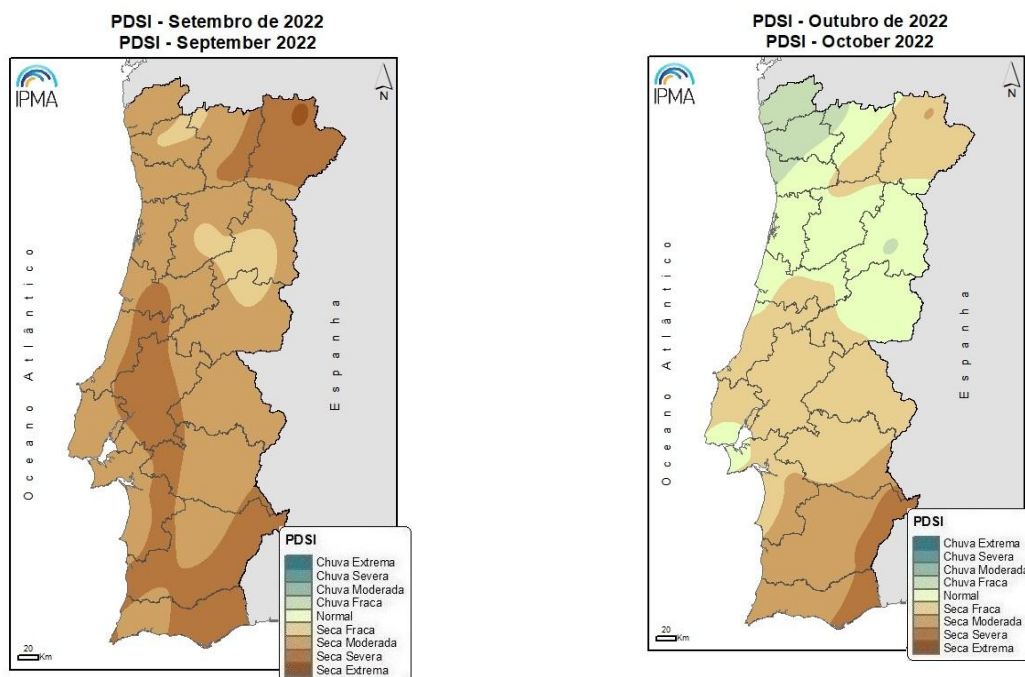 PDSI - Setembro de 2022
PDSI - September 2022
IPMA
N
Oceano Atlântico
Espanha
PDSI
Chuva Extrema
Chuva Severa
Chuva Moderada
Chuva Fraca
Normal
Seca Fraca
Seca Moderada
Seca Severa
Seca Extrema
20
Km
PDSI - Outubro de 2022
PDSI - October 2022
IPMA
N
Oceano Atlântico
Espanha
PDSI
Chuva Extrema
Chuva Severa
Chuva Moderada
Chuva Fraca
Normal
Seca Fraca
Seca Moderada
Seca Severa
Seca Extrema
20
Km